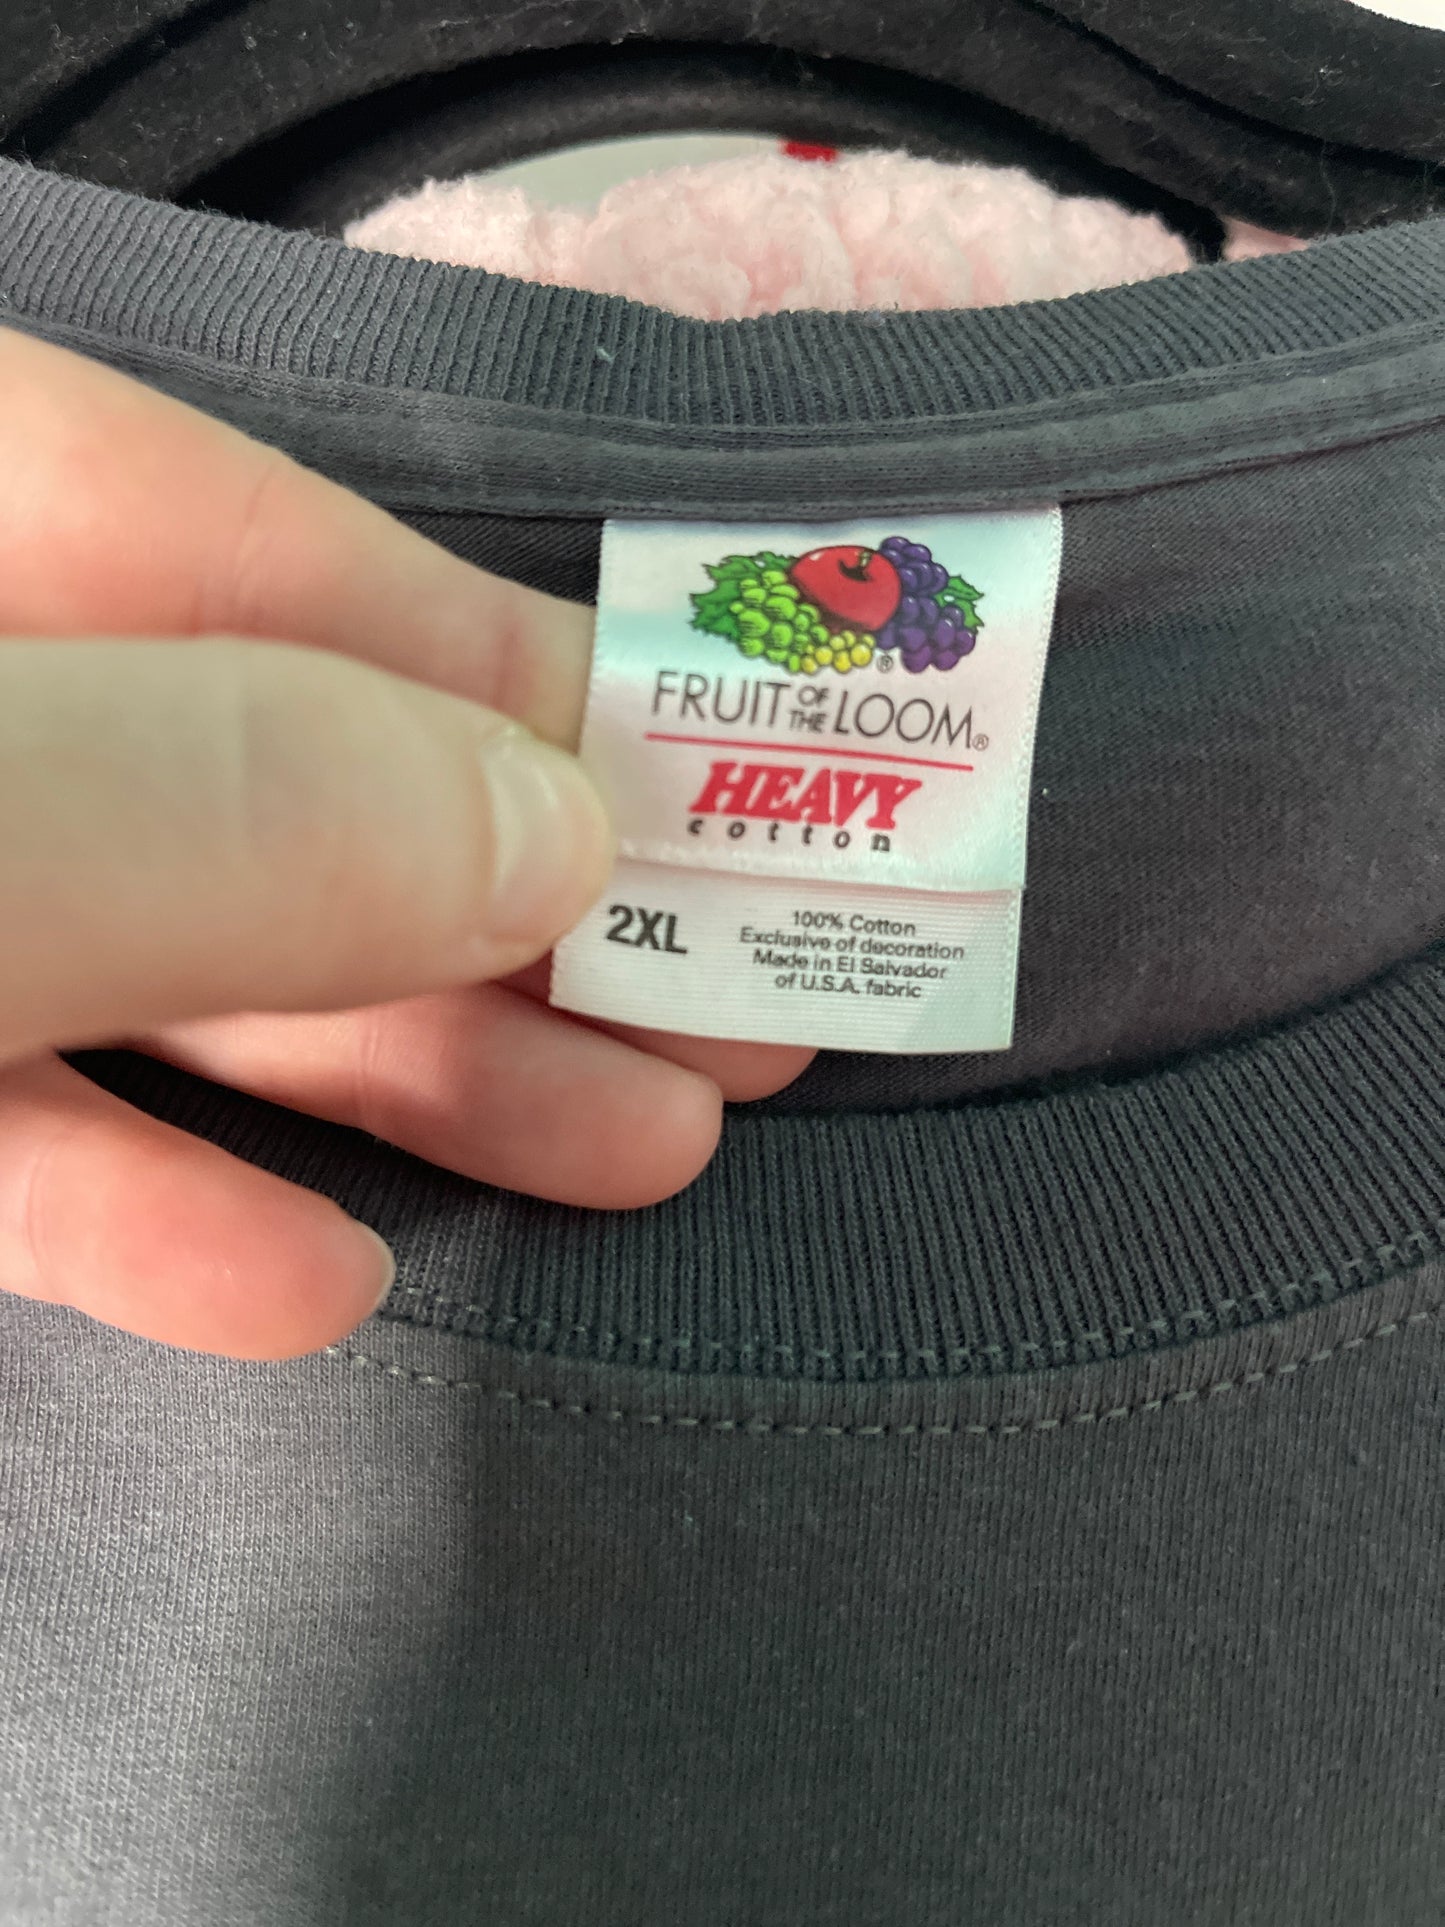 ®
FRUIT OF THE LOOM®
HEAVY
cotton
2XL
100% Cotton
Exclusive of decoration
Made in El Salvador
of U.S.A. fabric